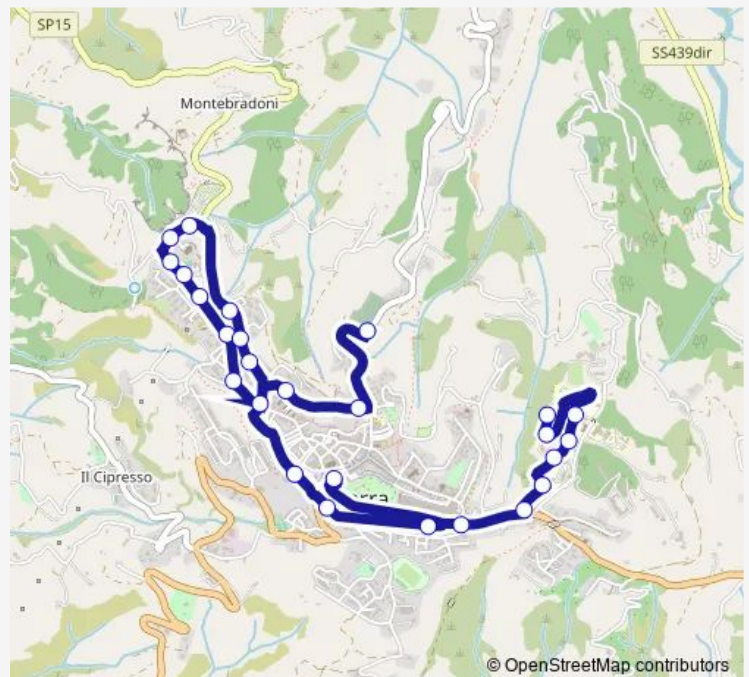 SP15
SS439dir
Montebradoni
Il Cipresso
© OpenStreetMap contributors